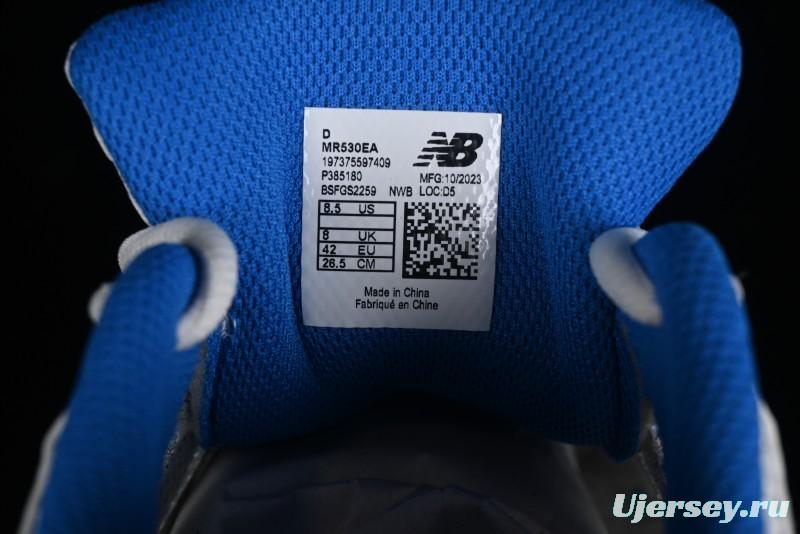 D
MR530EA
197375597409
P385180 MFG:10/2023
BSFGS2259 NWB LOC:D5
NB
8.5 US
8 UK
42 EU
26.5 CM
Made in China
Fabriqué en Chine
Ujersey.ru